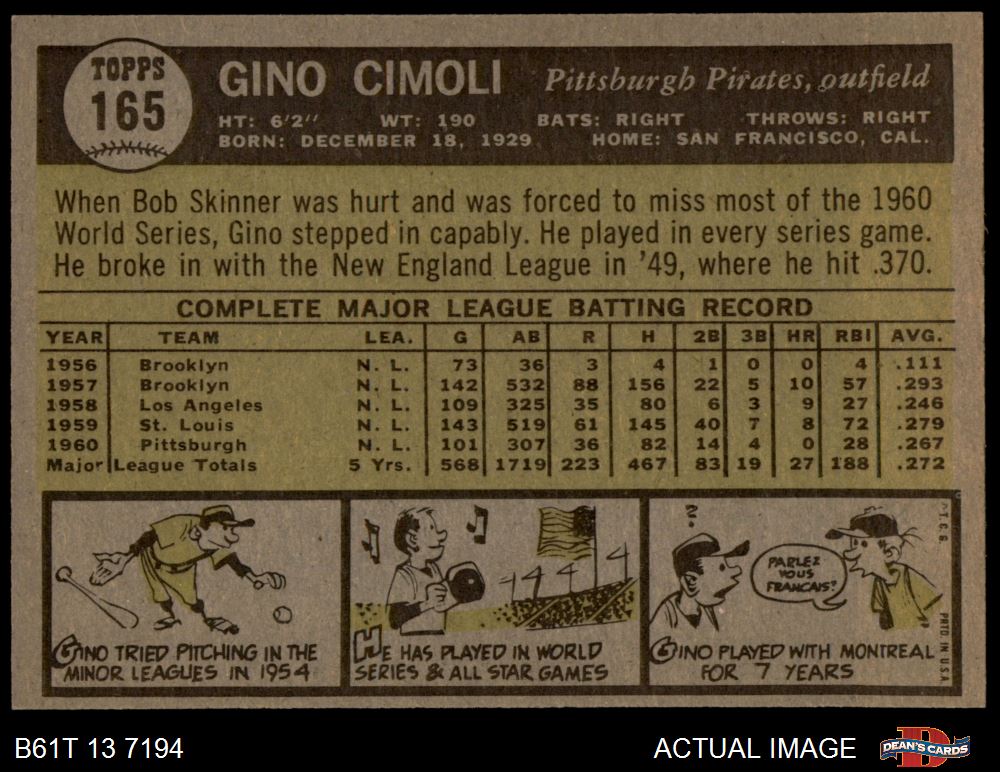 TOPPS
165
GINO CIMOLI Pittsburgh Pirates, outfield
HT: 6'2'' WT: 190 BATS: RIGHT THROWS: RIGHT
BORN: DECEMBER 18, 1929 HOME: SAN FRANCISCO, CAL.
When Bob Skinner was hurt and was forced to miss most of the 1960
World Series, Gino stepped in capably. He played in every series game.
He broke in with the New England League in '49, where he hit .370.
COMPLETE MAJOR LEAGUE BATTING RECORD
YEAR TEAM LEA. G AB R H 2B 3B HR RBI AVG.
1956 Brooklyn N. L. 73 36 3 4 1 0 0 4 .111
1957 Brooklyn N. L. 142 532 88 156 22 5 10 57 .293
1958 Los Angeles N. L. 109 325 35 80 6 3 9 27 .246
1959 St. Louis N. L. 143 519 61 145 40 7 8 72 .279
1960 Pittsburgh N. L. 101 307 36 82 14 4 0 28 .267
Major League Totals 5 Yrs. 568 1719 223 467 83 19 27 188 .272
GINO TRIED PITCHING IN THE
MINOR LEAGUES IN 1954
HE HAS PLAYED IN WORLD
SERIES & ALL STAR GAMES
?
PARLEZ
VOUS
FRANCAIS?
GINO PLAYED WITH MONTREAL
FOR 7 YEARS
T. C. G.
PRTD. IN U.S.A.
B61T 13 7194
ACTUAL IMAGE
DEAN'S CARDS